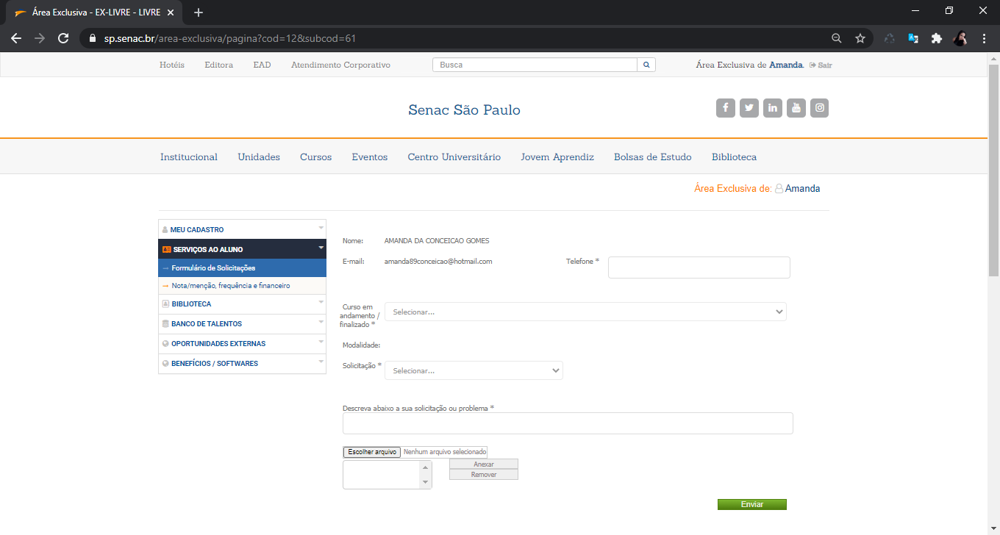 Área Exclusiva - EX-LIVRE - LIVRE
sp.senac.br/area-exclusiva/pagina?cod=12&subcod=61
Hotéis Editora EAD Atendimento Corporativo Busca Área Exclusiva de Amanda. Sair
Senac São Paulo
Institucional Unidades Cursos Eventos Centro Universitário Jovem Aprendiz Bolsas de Estudo Biblioteca
Área Exclusiva de: Amanda
MEU CADASTRO
SERVIÇOS AO ALUNO
Formulário de Solicitações
Nota/menção, frequência e financeiro
BIBLIOTECA
BANCO DE TALENTOS
OPORTUNIDADES EXTERNAS
BENEFÍCIOS / SOFTWARES
Nome: AMANDA DA CONCEICAO GOMES
E-mail: amanda89conceicao@hotmail.com Telefone *
Curso em
andamento /
finalizado *
Selecionar...
Modalidade:
Solicitação * Selecionar...
Descreva abaixo a sua solicitação ou problema *
Escolher arquivo Nenhum arquivo selecionado
Anexar
Remover
Enviar